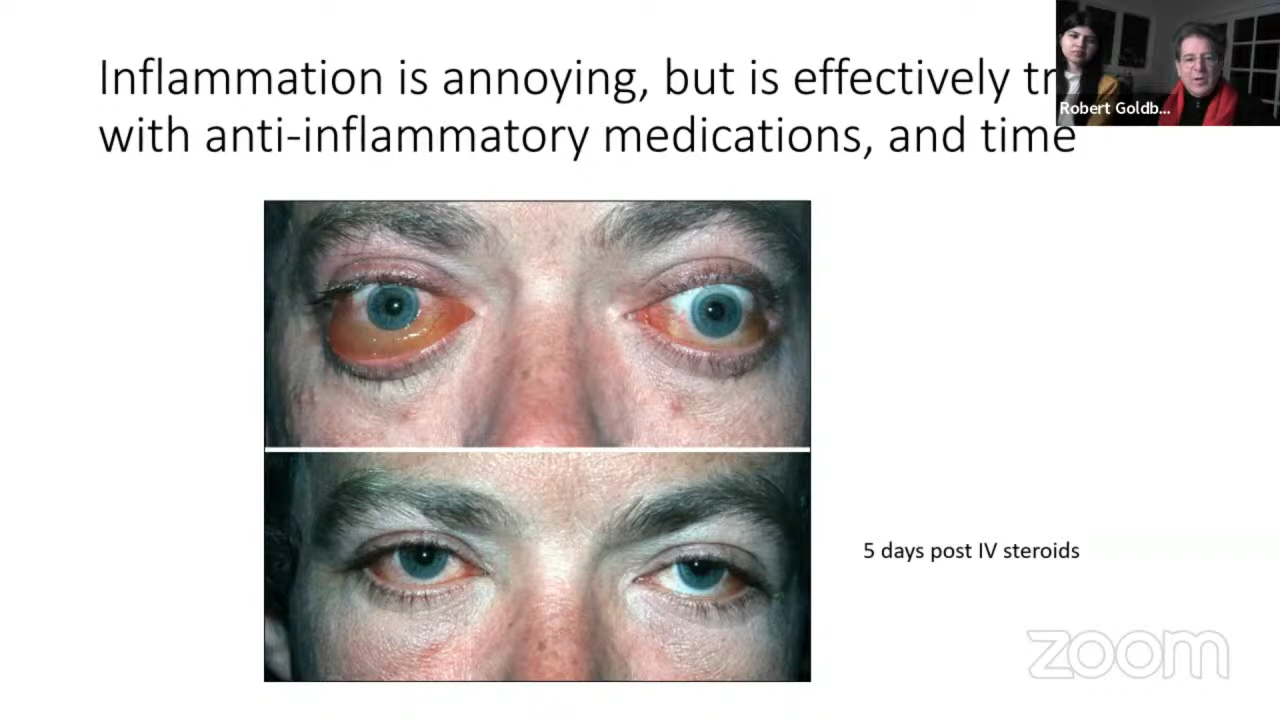 Inflammation is annoying, but is effectively
with anti-inflammatory medications, and time
Robert Goldb...
5 days post IV steroids
zoom